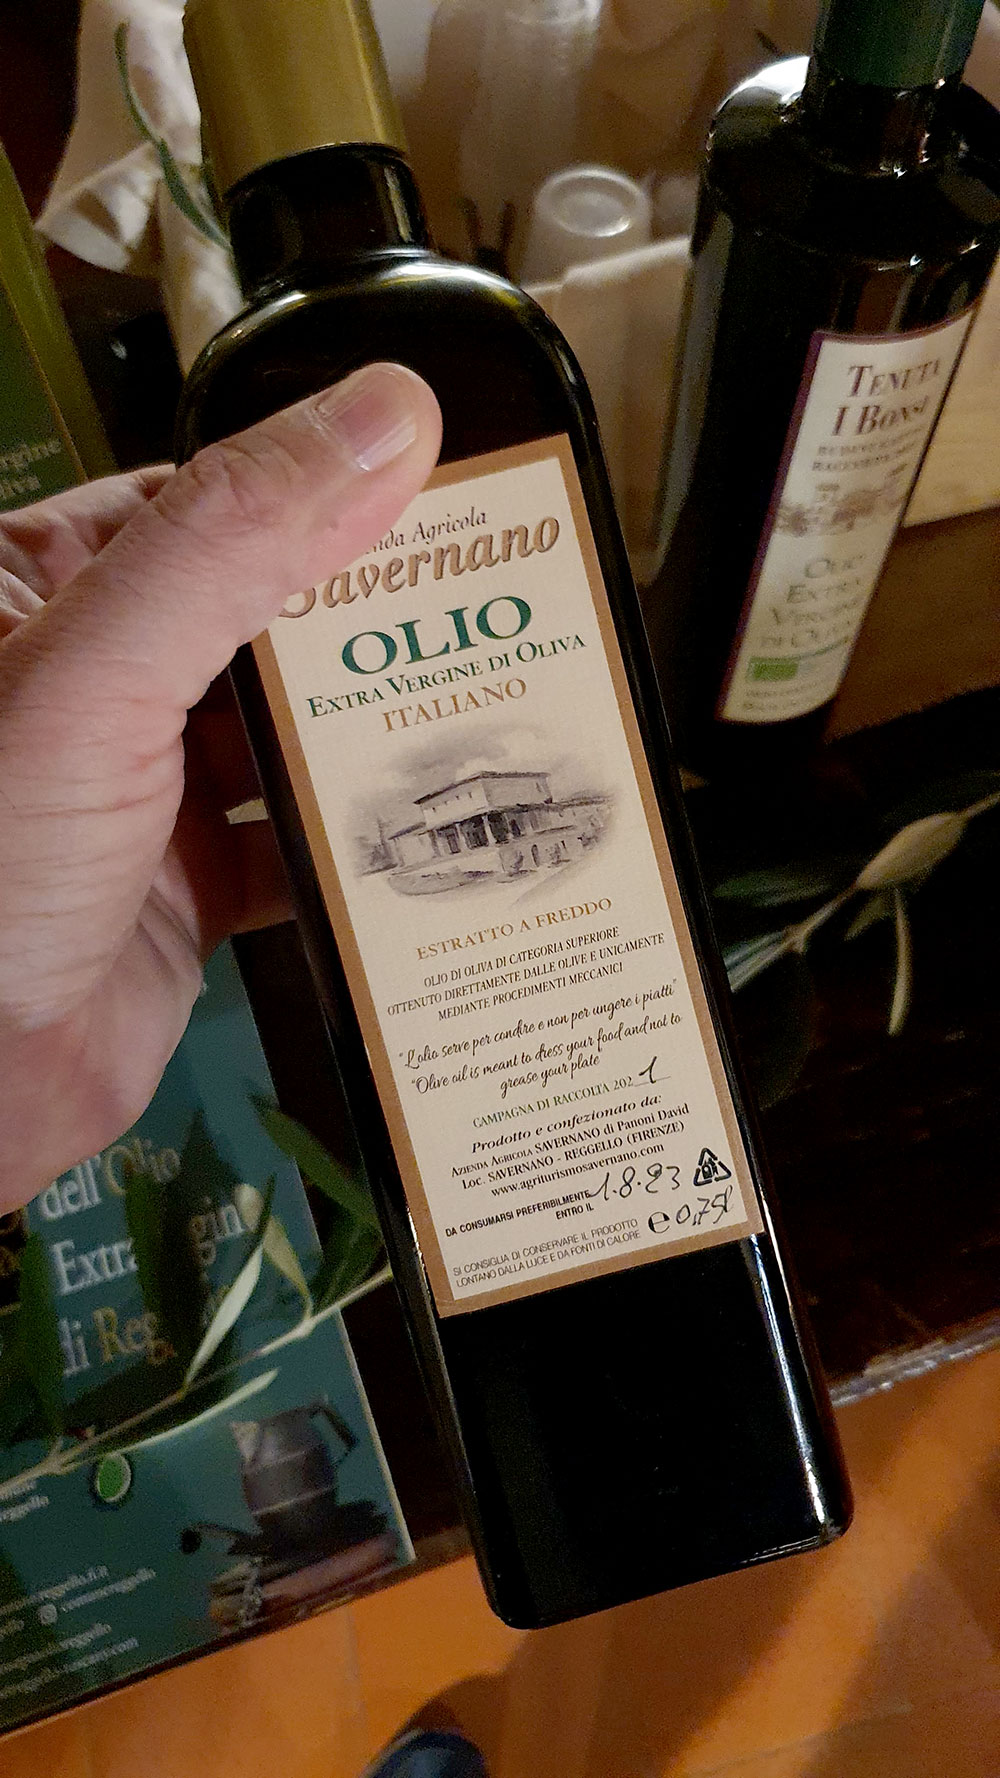 Agricola
Savernano
OLIO
EXTRA VERGINE DI OLIVA
ITALIANO
ESTRATTO A FREDDO
OLIO DI OLIVA DI CATEGORIA SUPERIORE
OTTENUTO DIRETTAMENTE DALLE OLIVE E UNICAMENTE
MEDIANTE PROCEDIMENTI MECCANICI
"L'olio serve per condire e non per ungere i piatti"
"Olive oil is meant to dress your food and not to
grease your plate"
CAMPAGNA DI RACCOLTA 2021
Prodotto e confezionato da:
AZIENDA AGRICOLA SAVERNANO di Panoni David
Loc. SAVERNANO - REGGELLO (FIRENZE)
www.agriturismosavernano.com
DA CONSUMARSI PREFERIBILMENTE 1.8.23
ENTRO IL
e 0,75l
SI CONSIGLIA DI CONSERVARE IL PRODOTTO
LONTANO DALLA LUCE E DA FONTI DI CALORE
TENUTA
I BONSI
OLIO
EXTRA
VERGINE
DI OLIVA
dell'Olio
Extra
di